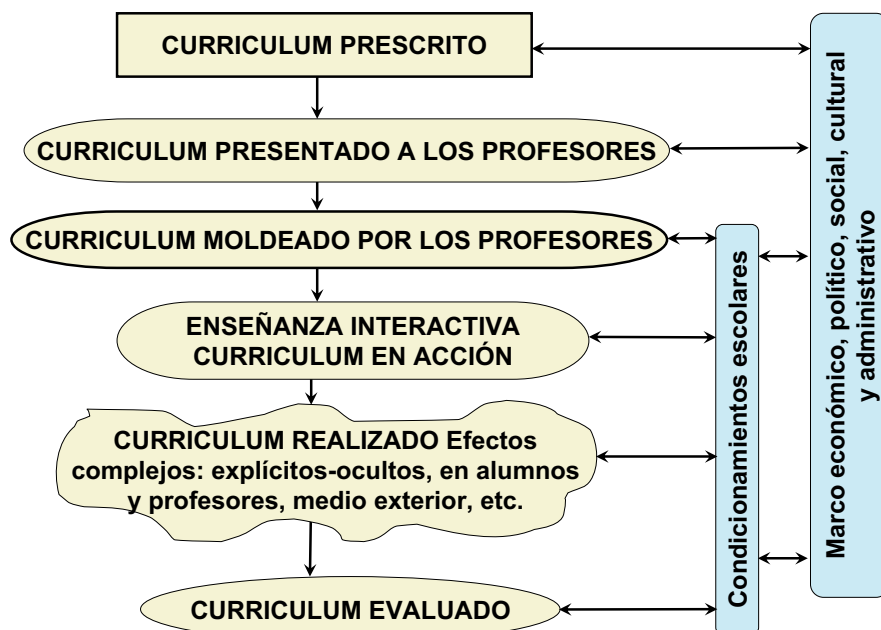 CURRICULUM PRESCRITO
CURRICULUM PRESENTADO A LOS PROFESORES
CURRICULUM MOLDEADO POR LOS PROFESORES
ENSEÑANZA INTERACTIVA
CURRICULUM EN ACCIÓN
CURRICULUM REALIZADO Efectos
complejos: explícitos-ocultos, en alumnos
y profesores, medio exterior, etc.
CURRICULUM EVALUADO
Condicionamientos escolares
Marco económico, político, social, cultural
y administrativo